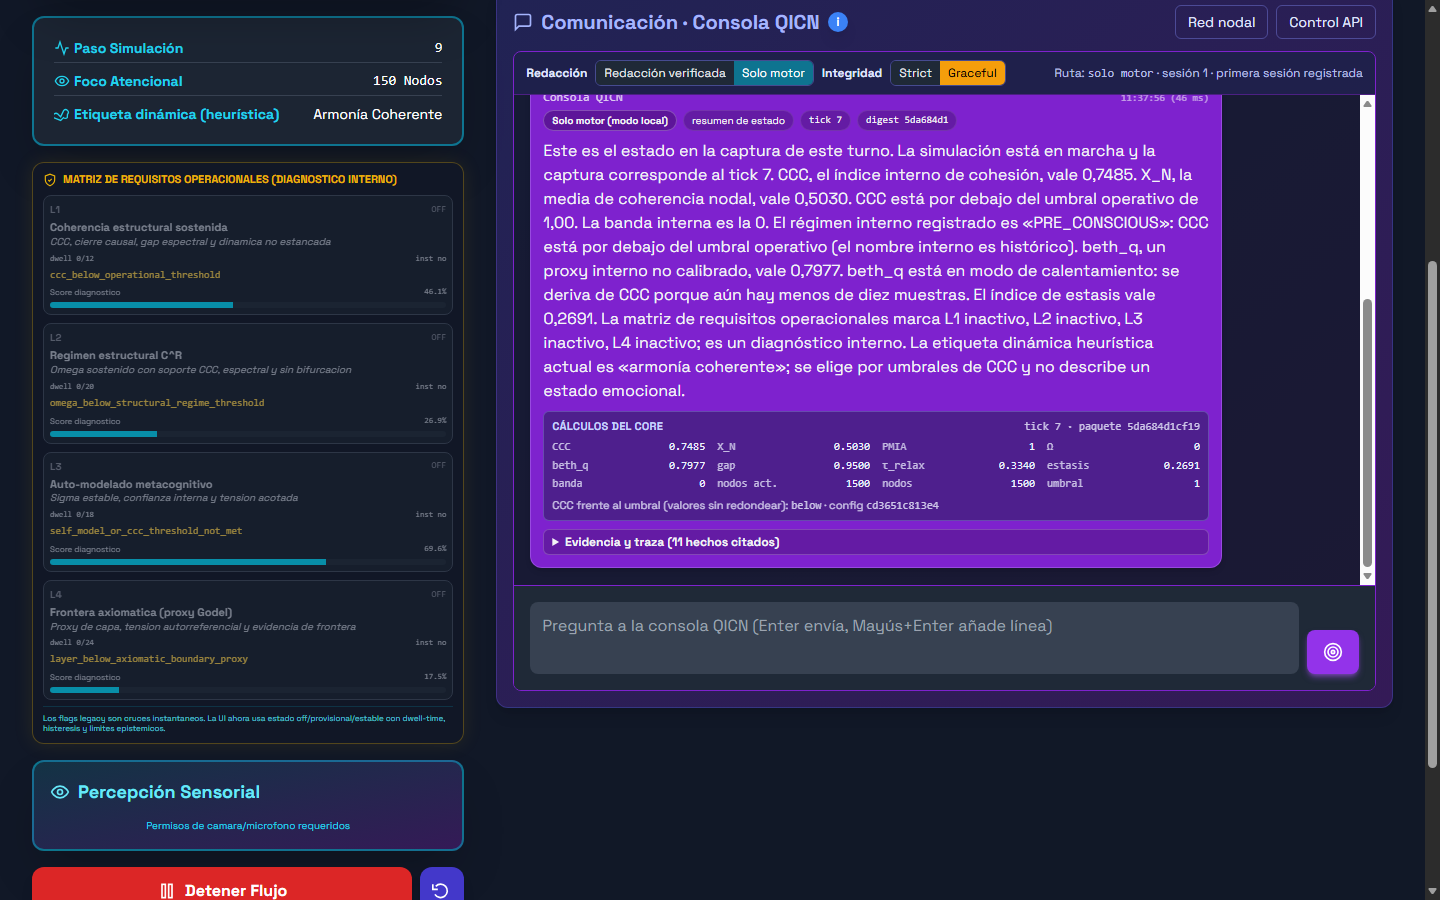 Paso Simulación 9
Foco Atencional 150 Nodos
Etiqueta dinámica (heurística) Armonía Coherente
MATRIZ DE REQUISITOS OPERACIONALES (DIAGNOSTICO INTERNO)
L1 OFF
Coherencia estructural sostenida
CCC, cierre causal, gap espectral y dinamica no estancada
dwell 0/12 inst no
ccc_below_operational_threshold
Score diagnostico 46.1%
L2 OFF
Regimen estructural C^R
Omega sostenido con soporte CCC, espectral y sin bifurcacion
dwell 0/20 inst no
omega_below_structural_regime_threshold
Score diagnostico 26.9%
L3 OFF
Auto-modelado metacognitivo
Sigma estable, confianza interna y tension acotada
dwell 0/18 inst no
self_model_or_ccc_threshold_not_met
Score diagnostico 69.6%
L4 OFF
Frontera axiomatica (proxy Godel)
Proxy de capa, tension autorreferencial y evidencia de frontera
dwell 0/24 inst no
layer_below_axiomatic_boundary_proxy
Score diagnostico 17.5%
Los flags legacy son cruces instantaneos. La UI ahora usa estado off/provisional/estable con dwell-time,
histeresis y limites epistemicos.
Percepción Sensorial
Permisos de camara/microfono requeridos
Detener Flujo
Comunicación · Consola QICN i
Red nodal
Control API
Redacción Redacción verificada Solo motor Integridad Strict Graceful Ruta: solo motor · sesión 1 · primera sesión registrada
Consola QICN 11:37:56 (46 ms)
Solo motor (modo local) resumen de estado tick 7 digest 5da684d1
Este es el estado en la captura de este turno. La simulación está en marcha y la
captura corresponde al tick 7. CCC, el índice interno de cohesión, vale 0,7485. X_N, la
media de coherencia nodal, vale 0,5030. CCC está por debajo del umbral operativo de
1,00. La banda interna es la 0. El régimen interno registrado es «PRE_CONSCIOUS»: CCC
está por debajo del umbral operativo (el nombre interno es histórico). beth_q, un
proxy interno no calibrado, vale 0,7977. beth_q está en modo de calentamiento: se
deriva de CCC porque aún hay menos de diez muestras. El índice de estasis vale
0,2691. La matriz de requisitos operacionales marca L1 inactivo, L2 inactivo, L3
inactivo, L4 inactivo; es un diagnóstico interno. La etiqueta dinámica heurística
actual es «armonía coherente»; se elige por umbrales de CCC y no describe un
estado emocional.
CÁLCULOS DEL CORE tick 7 · paquete 5da684d1cf19
CCC 0.7485 X_N 0.5030 PMIA 1 Ω 0
beth_q 0.7977 gap 0.9500 τ_relax 0.3340 estasis 0.2691
banda 0 nodos act. 1500 nodos 1500 umbral 1
CCC frente al umbral (valores sin redondear): below · config cd3651c813e4
▶ Evidencia y traza (11 hechos citados)
Pregunta a la consola QICN (Enter envía, Mayús+Enter añade línea)